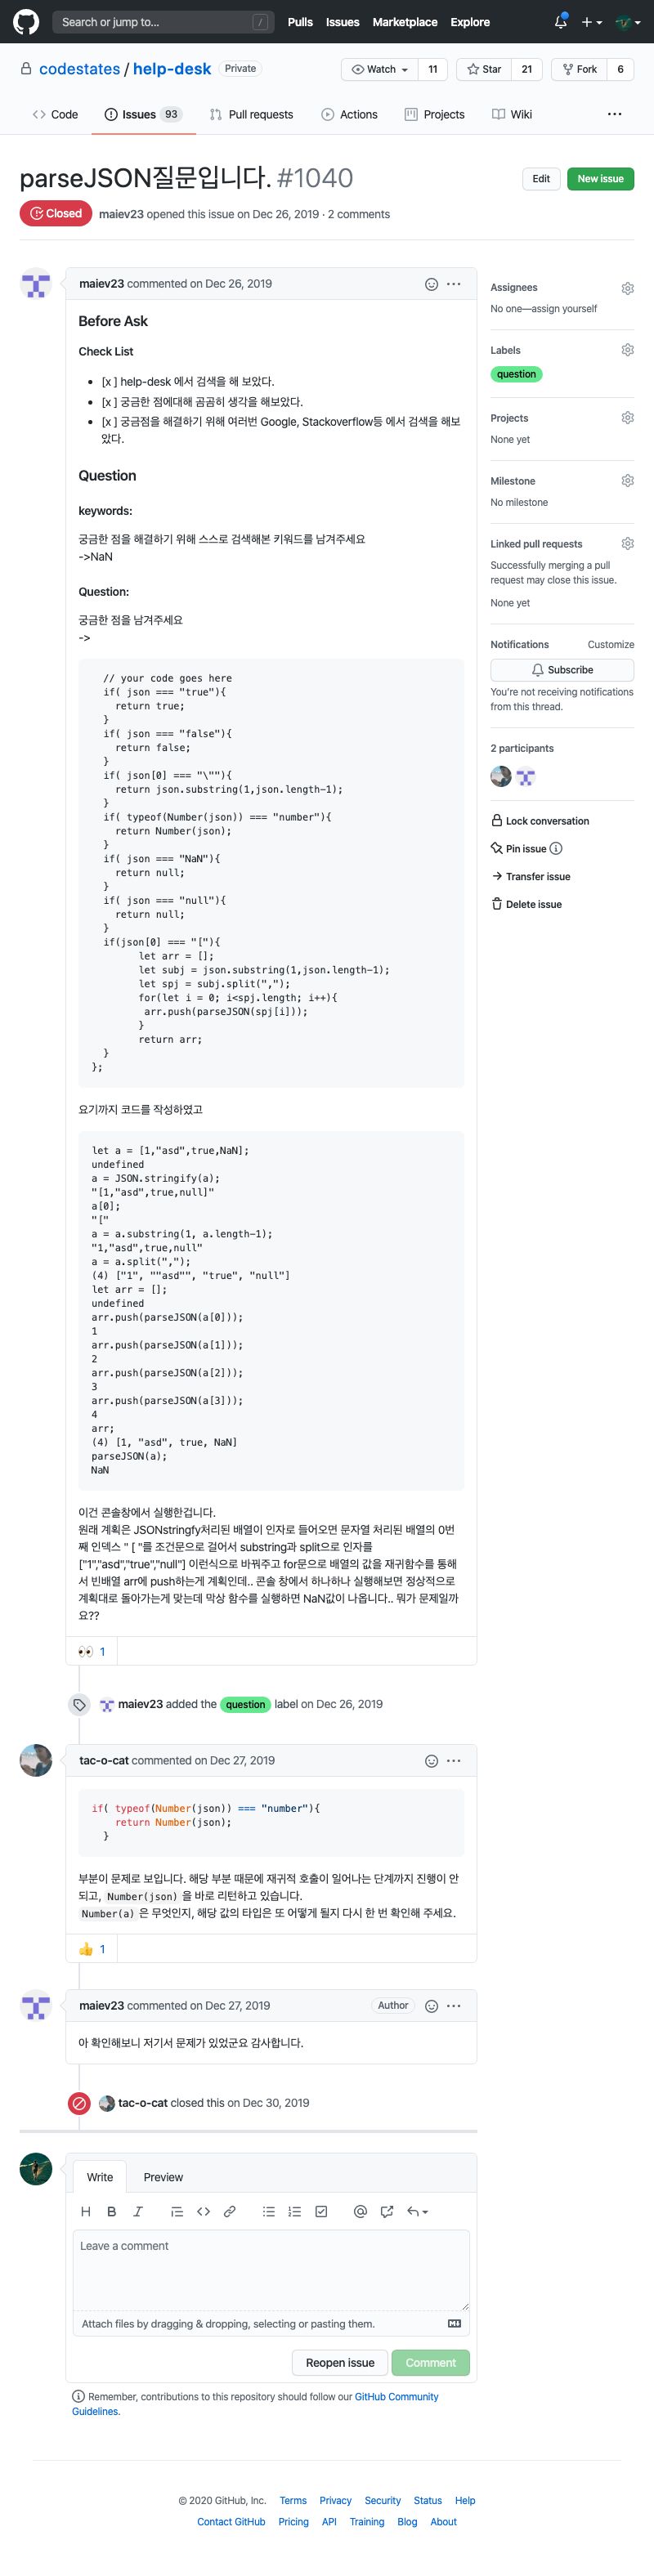 Search or jump to...
/
Pulls Issues Marketplace Explore
codestates / help-desk Private
Watch 11
Star 21
Fork 6
Code
Issues 93
Pull requests
Actions
Projects
Wiki
parseJSON질문입니다. #1040
Edit
New issue
Closed
maiev23 opened this issue on Dec 26, 2019 · 2 comments
maiev23 commented on Dec 26, 2019
Before Ask
Check List
[x ] help-desk 에서 검색을 해 보았다.
[x ] 궁금한 점에대해 곰곰히 생각을 해보았다.
[x ] 궁금점을 해결하기 위해 여러번 Google, Stackoverflow등 에서 검색을 해보
았다.
Question
keywords:
궁금한 점을 해결하기 위해 스스로 검색해본 키워드를 남겨주세요
->NaN
Question:
궁금한 점을 남겨주세요
->
// your code goes here
if( json === "true"){
return true;
}
if( json === "false"){
return false;
}
if( json[0] === "\""){
return json.substring(1,json.length-1);
}
if( typeof(Number(json)) === "number"){
return Number(json);
}
if( json === "NaN"){
return null;
}
if( json === "null"){
return null;
}
if(json[0] === "["){
let arr = [];
let subj = json.substring(1,json.length-1);
let spj = subj.split(",");
for(let i = 0; i<spj.length; i++){
arr.push(parseJSON(spj[i]));
}
return arr;
}
};
요기까지 코드를 작성하였고
let a = [1,"asd",true,NaN];
undefined
a = JSON.stringify(a);
"[1,"asd",true,null]"
a[0];
"["
a = a.substring(1, a.length-1);
"1,"asd",true,null"
a = a.split(",");
(4) ["1", ""asd"", "true", "null"]
let arr = [];
undefined
arr.push(parseJSON(a[0]));
1
arr.push(parseJSON(a[1]));
2
arr.push(parseJSON(a[2]));
3
arr.push(parseJSON(a[3]));
4
arr;
(4) [1, "asd", true, NaN]
parseJSON(a);
NaN
이건 콘솔창에서 실행한겁니다.
원래 계획은 JSONstringfy처리된 배열이 인자로 들어오면 문자열 처리된 배열의 0번
째 인덱스 " [ "를 조건문으로 걸어서 substring과 split으로 인자를
["1","asd","true","null"] 이런식으로 바꿔주고 for문으로 배열의 값을 재귀함수를 통해
서 빈배열 arr에 push하는게 계획인데.. 콘솔 창에서 하나하나 실행해보면 정상적으로
계획대로 돌아가는게 맞는데 막상 함수를 실행하면 NaN값이 나옵니다.. 뭐가 문제일까
요??
👀 1
maiev23 added the question label on Dec 26, 2019
tac-o-cat commented on Dec 27, 2019
if( typeof(Number(json)) === "number"){
return Number(json);
}
부분이 문제로 보입니다. 해당 부분 때문에 재귀적 호출이 일어나는 단계까지 진행이 안
되고, Number(json) 을 바로 리턴하고 있습니다.
Number(a) 은 무엇인지, 해당 값의 타입은 또 어떻게 될지 다시 한 번 확인해 주세요.
👍 1
maiev23 commented on Dec 27, 2019 Author
아 확인해보니 저기서 문제가 있었군요 감사합니다.
tac-o-cat closed this on Dec 30, 2019
Write
Preview
Leave a comment
Attach files by dragging & dropping, selecting or pasting them.
Reopen issue
Comment
Remember, contributions to this repository should follow our GitHub Community
Guidelines.
Assignees
No one—assign yourself
Labels
question
Projects
None yet
Milestone
No milestone
Linked pull requests
Successfully merging a pull
request may close this issue.
None yet
Notifications Customize
Subscribe
You're not receiving notifications
from this thread.
2 participants
Lock conversation
Pin issue
Transfer issue
Delete issue
© 2020 GitHub, Inc. Terms Privacy Security Status Help
Contact GitHub Pricing API Training Blog About